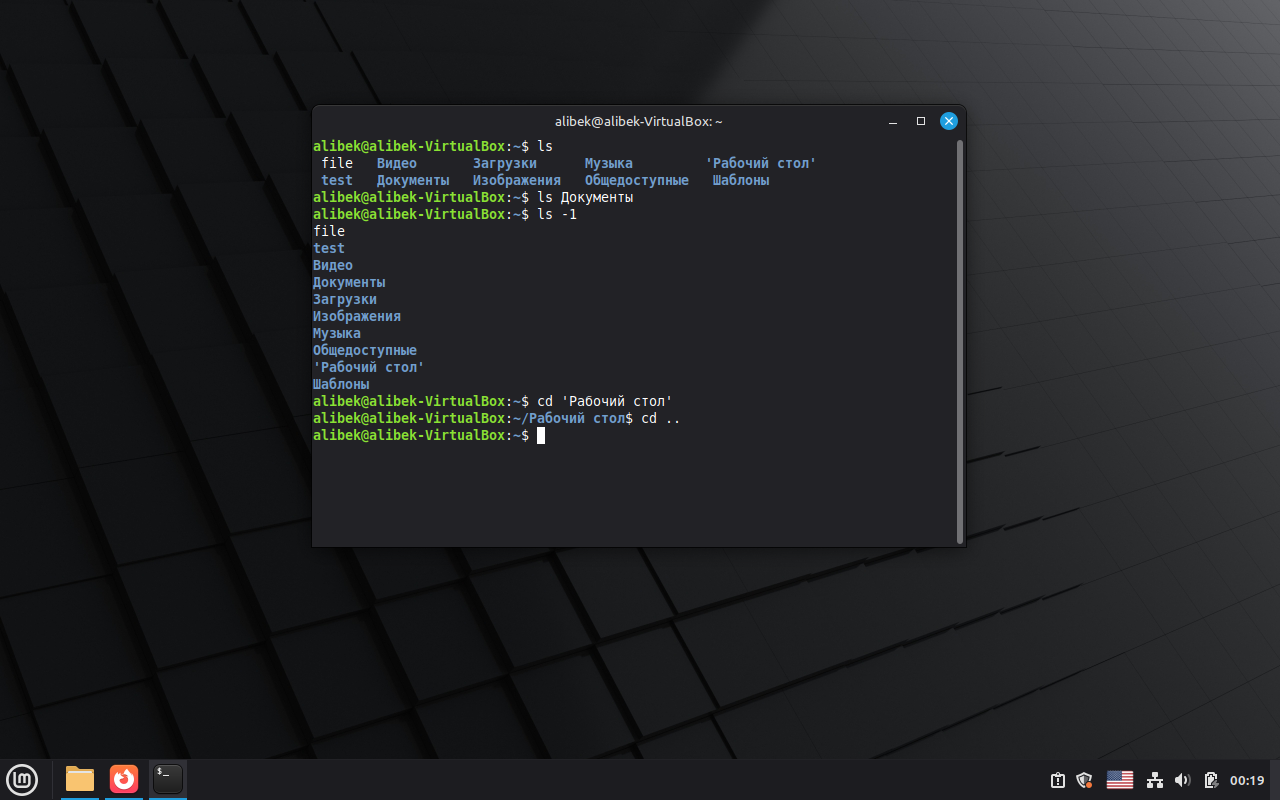 alibek@alibek-VirtualBox: ~
alibek@alibek-VirtualBox:~$ ls
file Видео Загрузки Музыка 'Рабочий стол'
test Документы Изображения Общедоступные Шаблоны
alibek@alibek-VirtualBox:~$ ls Документы
alibek@alibek-VirtualBox:~$ ls -1
file
test
Видео
Документы
Загрузки
Изображения
Музыка
Общедоступные
'Рабочий стол'
Шаблоны
alibek@alibek-VirtualBox:~$ cd 'Рабочий стол'
alibek@alibek-VirtualBox:~/Рабочий стол$ cd ..
alibek@alibek-VirtualBox:~$
$_
00:19